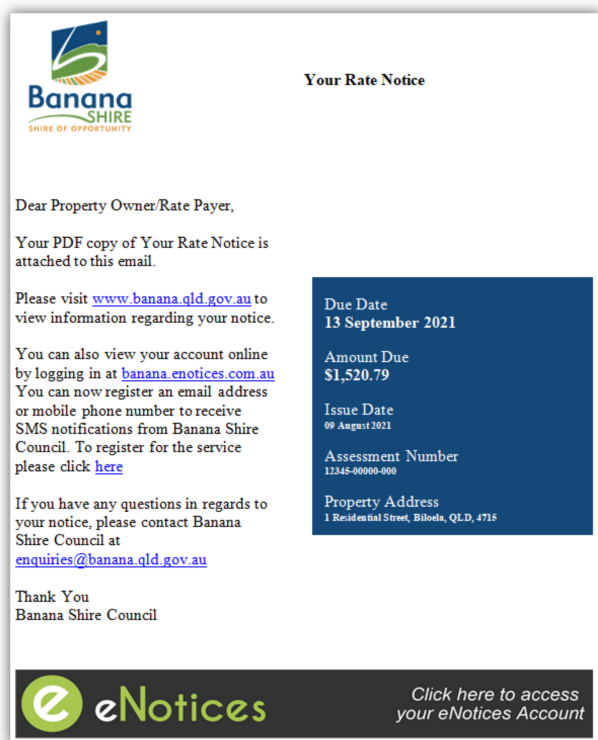 Banana
SHIRE
SHIRE OF OPPORTUNITY
Your Rate Notice
Dear Property Owner/Rate Payer,
Your PDF copy of Your Rate Notice is
attached to this email.
Please visit www.banana.qld.gov.au to
view information regarding your notice.
You can also view your account online
by logging in at banana.enotices.com.au
You can now register an email address
or mobile phone number to receive
SMS notifications from Banana Shire
Council. To register for the service
please click here
If you have any questions in regards to
your notice, please contact Banana
Shire Council at
enquiries@banana.qld.gov.au
Thank You
Banana Shire Council
Due Date
13 September 2021
Amount Due
$1,520.79
Issue Date
09 August 2021
Assessment Number
12345-00000-000
Property Address
1 Residential Street, Biloela, QLD, 4715
e eNotices
Click here to access
your eNotices Account